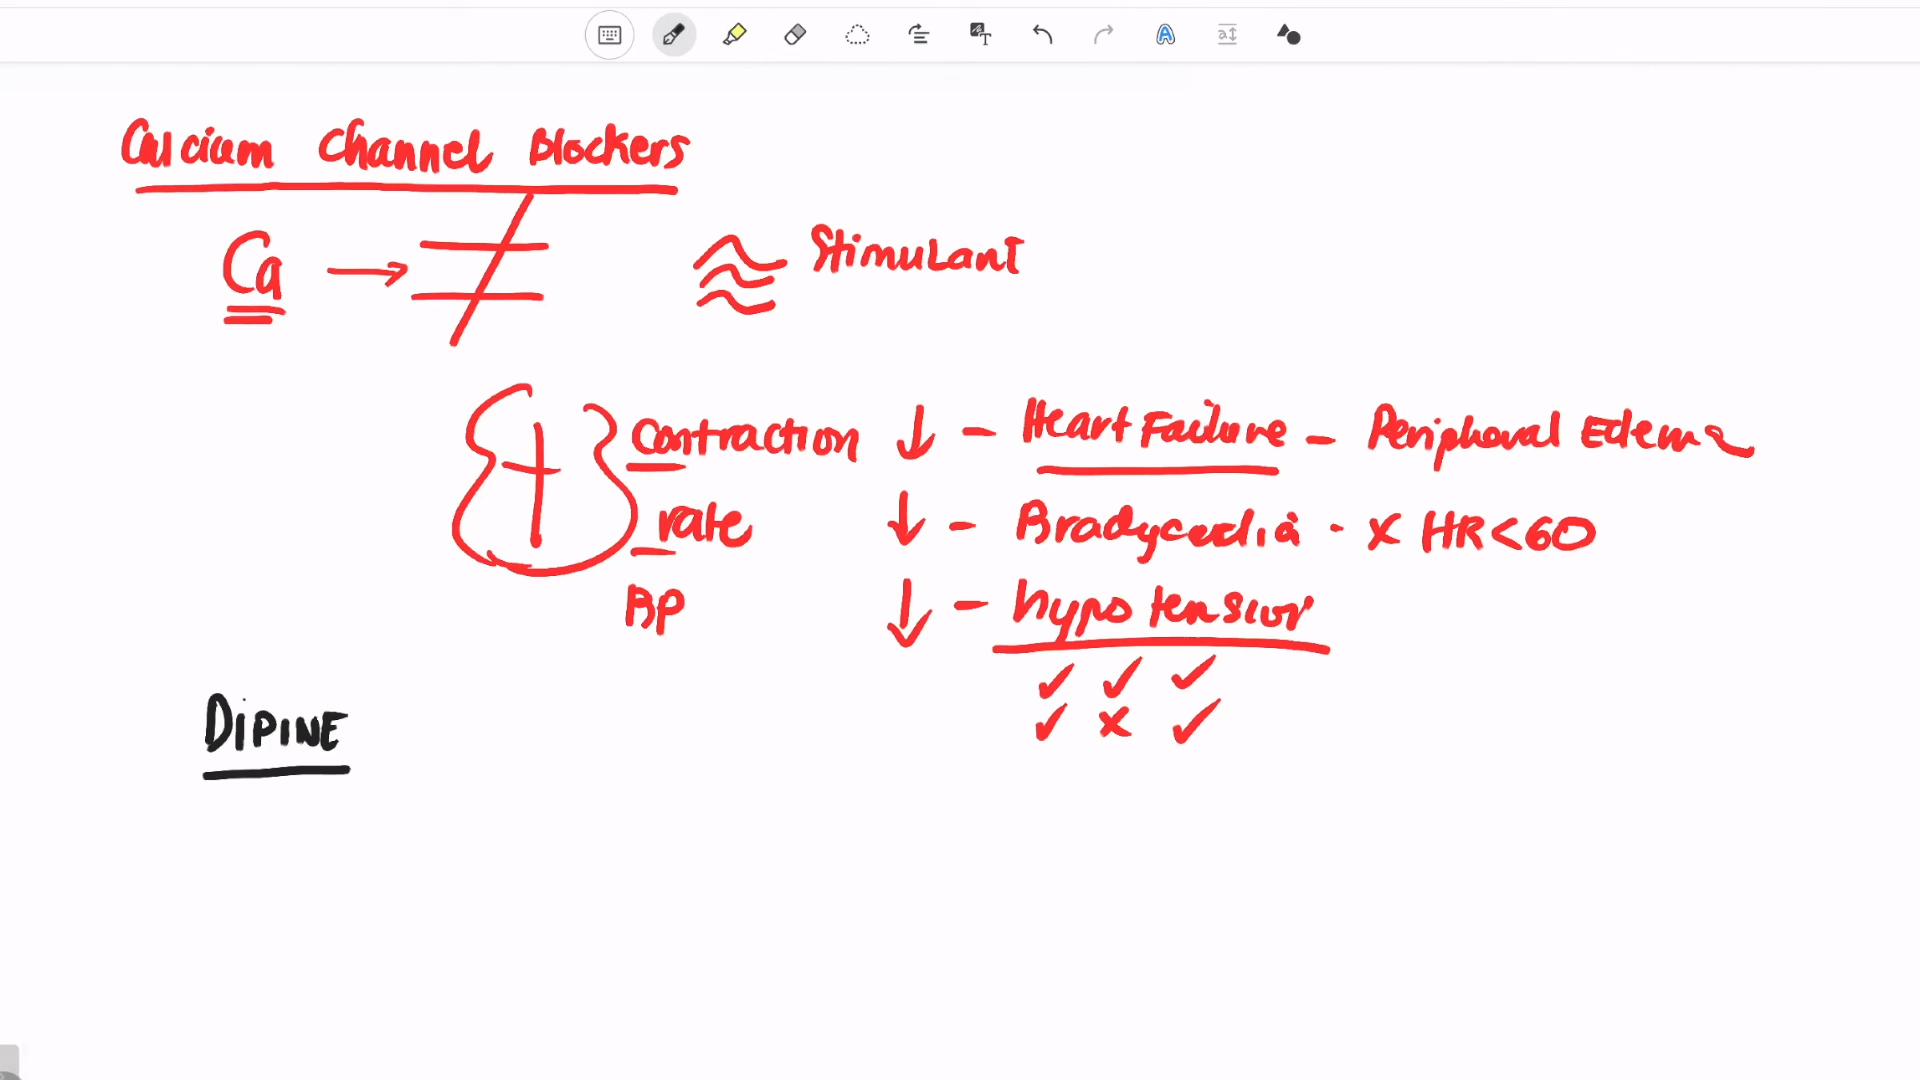 Calcium Channel Blockers
Ca → Stimulant
Contraction ↓ - Heart Failure - Peripheral Edema
rate ↓ - Bradycardia · x HR<60
BP ↓ - hypotension
✓ ✓ ✓
✓ x ✓
DIPINE